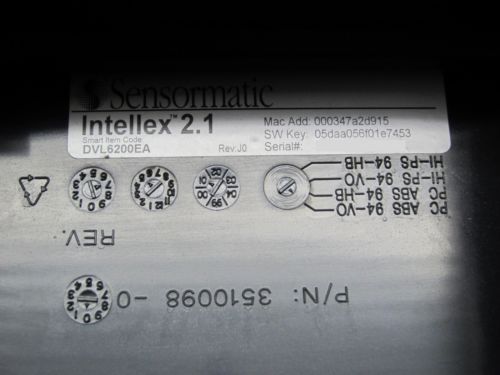 Sensormatic
Intellex™ 2.1
Smart Item Code:
DVL6200EA
Rev:J0
Mac Add: 000347a2d915
SW Key: 05daa056f01e7453
Serial#:
P/N: 3510098 -0
REV.
PC ABS 94-VO
PC ABS 94-HB
HI-PS 94-VO
HI-PS 94-HB